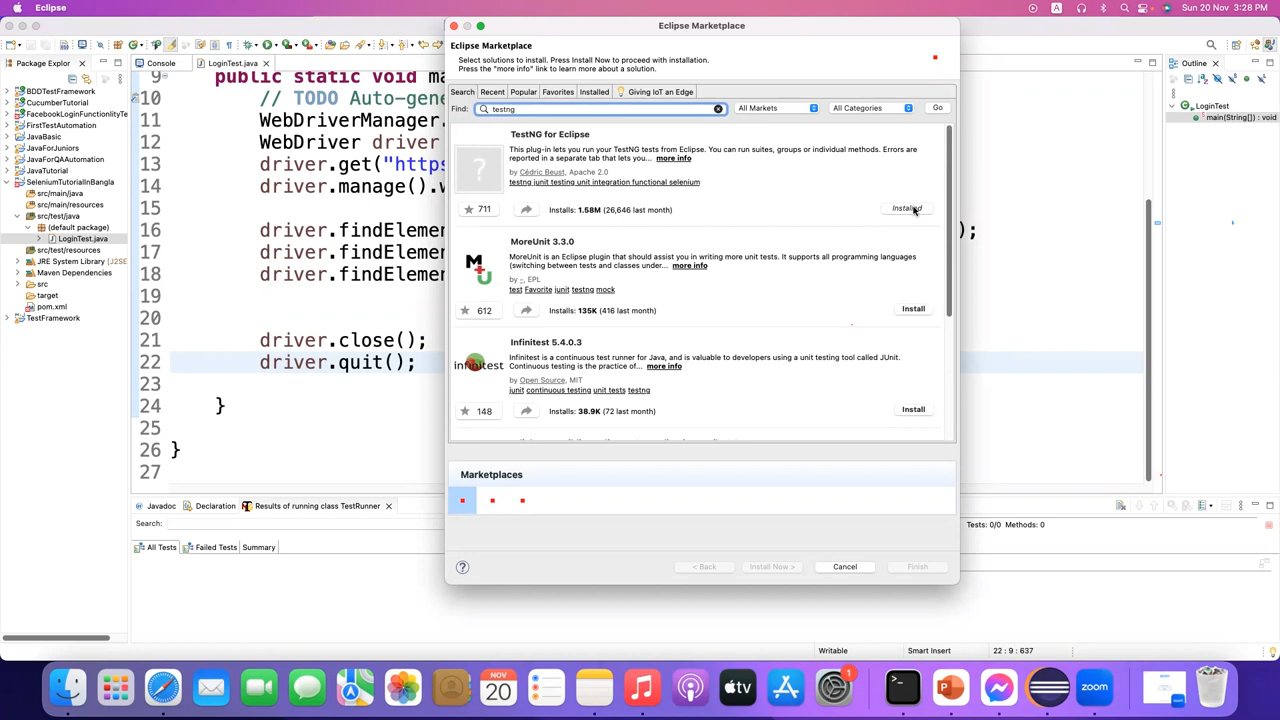 Eclipse
Sun 20 Nov 3:28 PM
Eclipse Marketplace
Eclipse Marketplace
Select solutions to install. Press Install Now to proceed with installation.
Press the "more info" link to learn more about a solution.
Search Recent Popular Favorites Installed Giving IoT an Edge
Find: testng All Markets All Categories Go
TestNG for Eclipse
This plug-in lets you run your TestNG tests from Eclipse. You can run suites, groups or individual methods. Errors are
reported in a separate tab that lets you... more info
by Cédric Beust, Apache 2.0
testng junit testing unit integration functional selenium
711 Installs: 1.58M (26,646 last month) Installed
MoreUnit 3.3.0
MoreUnit is an Eclipse plugin that should assist you in writing more unit tests. It supports all programming languages
(switching between tests and classes under... more info
by -, EPL
test Favorite junit testng mock
612 Installs: 135K (416 last month) Install
Infinitest 5.4.0.3
infinitest
Infinitest is a continuous test runner for Java, and is valuable to developers using a unit testing tool called JUnit.
Continuous unit testing is the practice of... more info
by Open Source, MIT
junit continuous testing unit tests testng
148 Installs: 38.9K (72 last month) Install
Marketplaces
< Back Install Now > Cancel Finish
Package Explorer
BDDTestFramework
CucumberTutorial
FacebookLoginFunctionlityTe
FirstTestAutomation
JavaBasic
JavaForJuniors
JavaForQAAutomation
JavaTutorial
SeleniumTutorialInBangla
src/main/java
src/main/resources
src/test/java
(default package)
LoginTest.java
src/test/resources
JRE System Library [J2SE
Maven Dependencies
src
target
pom.xml
TestFramework
Console LoginTest.java
9 public static void ma
10 // TODO Auto-gene
11 WebDriverManager.
12 WebDriver driver
13 driver.get("https
14 driver.manage().w
15
16 driver.findElemer );
17 driver.findElemer
18 driver.findElemer
19
20
21 driver.close();
22 driver.quit();
23
24 }
25
26 }
27
Outline
LoginTest
main(String[]) : void
Javadoc Declaration Results of running class TestRunner
Search:
Tests: 0/0 Methods: 0
All Tests Failed Tests Summary
Writable Smart Insert 22 : 9 : 637
NOV
20
tv
1
zoom